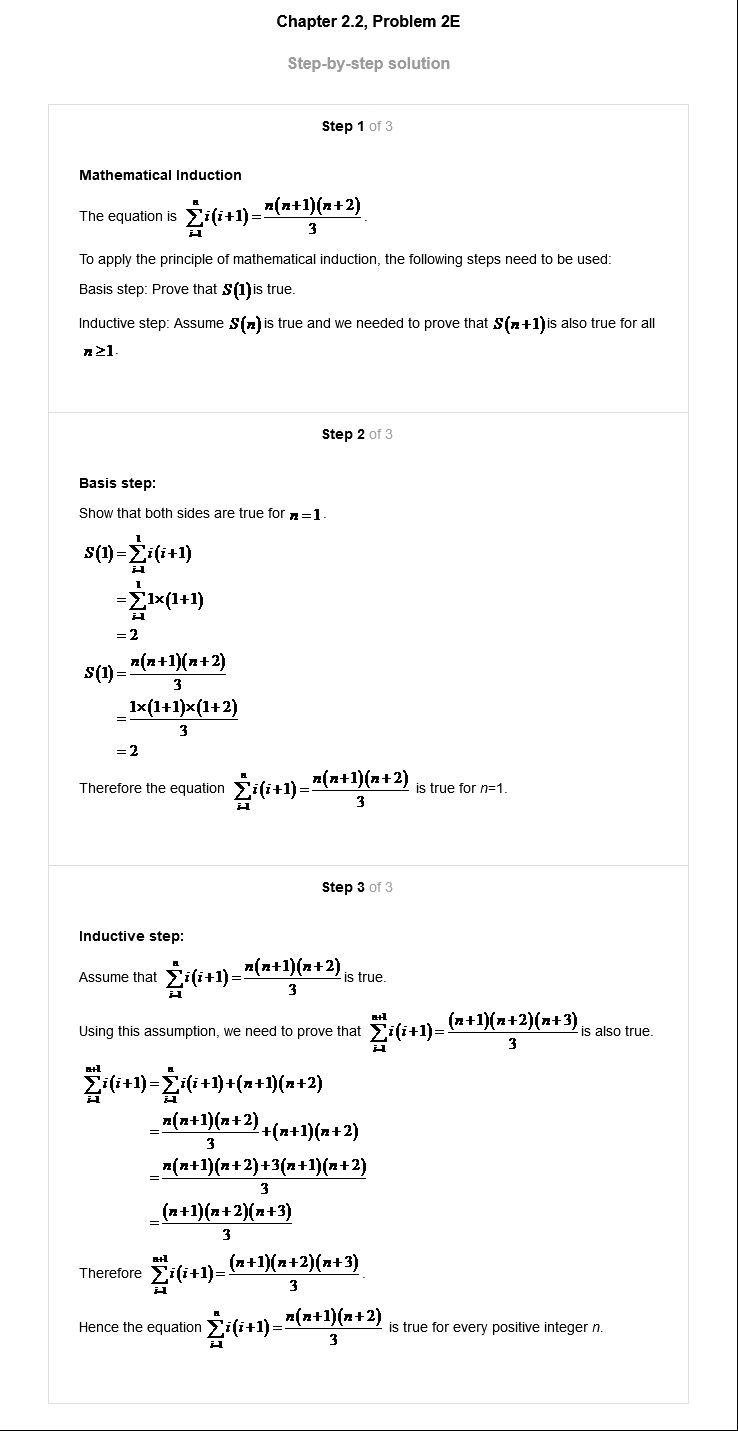 Chapter 2.2, Problem 2E
Step-by-step solution
Step 1 of 3
Mathematical Induction
The equation is \sum_{i=1}^{n} i(i+1) = \frac{n(n+1)(n+2)}{3}.
To apply the principle of mathematical induction, the following steps need to be used:
Basis step: Prove that S(1) is true.
Inductive step: Assume S(n) is true and we needed to prove that S(n+1) is also true for all
n ≥ 1.
Step 2 of 3
Basis step:
Show that both sides are true for n = 1.
S(1) = \sum_{i=1}^{1} i(i+1)
= \sum_{i=1}^{1} 1×(1+1)
= 2
S(1) = \frac{n(n+1)(n+2)}{3}
= \frac{1×(1+1)×(1+2)}{3}
= 2
Therefore the equation \sum_{i=1}^{n} i(i+1) = \frac{n(n+1)(n+2)}{3} is true for n=1.
Step 3 of 3
Inductive step:
Assume that \sum_{i=1}^{n} i(i+1) = \frac{n(n+1)(n+2)}{3} is true.
Using this assumption, we need to prove that \sum_{i=1}^{n+1} i(i+1) = \frac{(n+1)(n+2)(n+3)}{3} is also true.
\sum_{i=1}^{n+1} i(i+1) = \sum_{i=1}^{n} i(i+1)+(n+1)(n+2)
= \frac{n(n+1)(n+2)}{3}+(n+1)(n+2)
= \frac{n(n+1)(n+2)+3(n+1)(n+2)}{3}
= \frac{(n+1)(n+2)(n+3)}{3}
Therefore \sum_{i=1}^{n+1} i(i+1) = \frac{(n+1)(n+2)(n+3)}{3}.
Hence the equation \sum_{i=1}^{n} i(i+1) = \frac{n(n+1)(n+2)}{3} is true for every positive integer n.